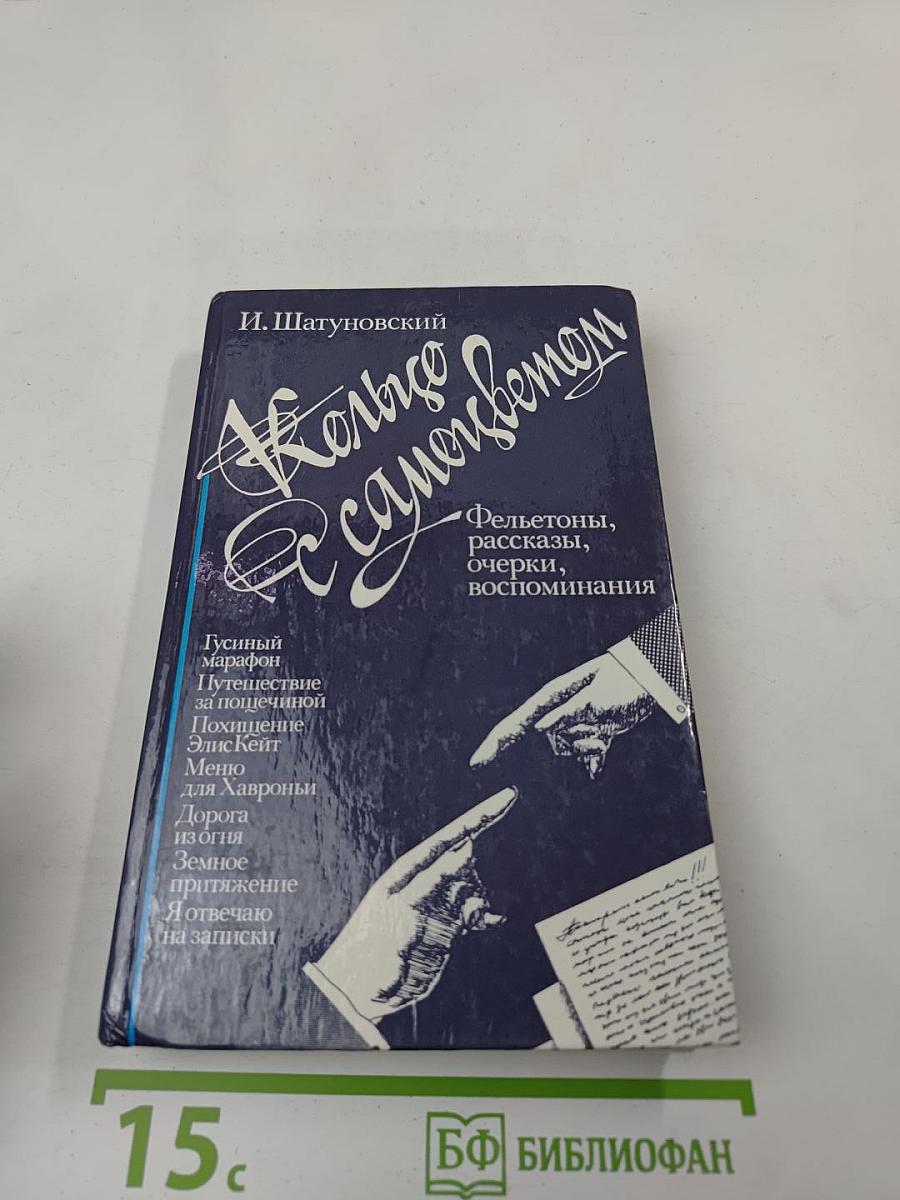 И. Шатуновский
Кольцо
с самоцветом
Фельетоны,
рассказы,
очерки,
воспоминания
Гусиный
марафон
Путешествие
за пощечиной
Похищение
Элис Кейт
Меню
для Хавроньи
Дорога
из огня
Земное
притяжение
Я отвечаю
на записки
15 с
БФ БИБЛИОФАН